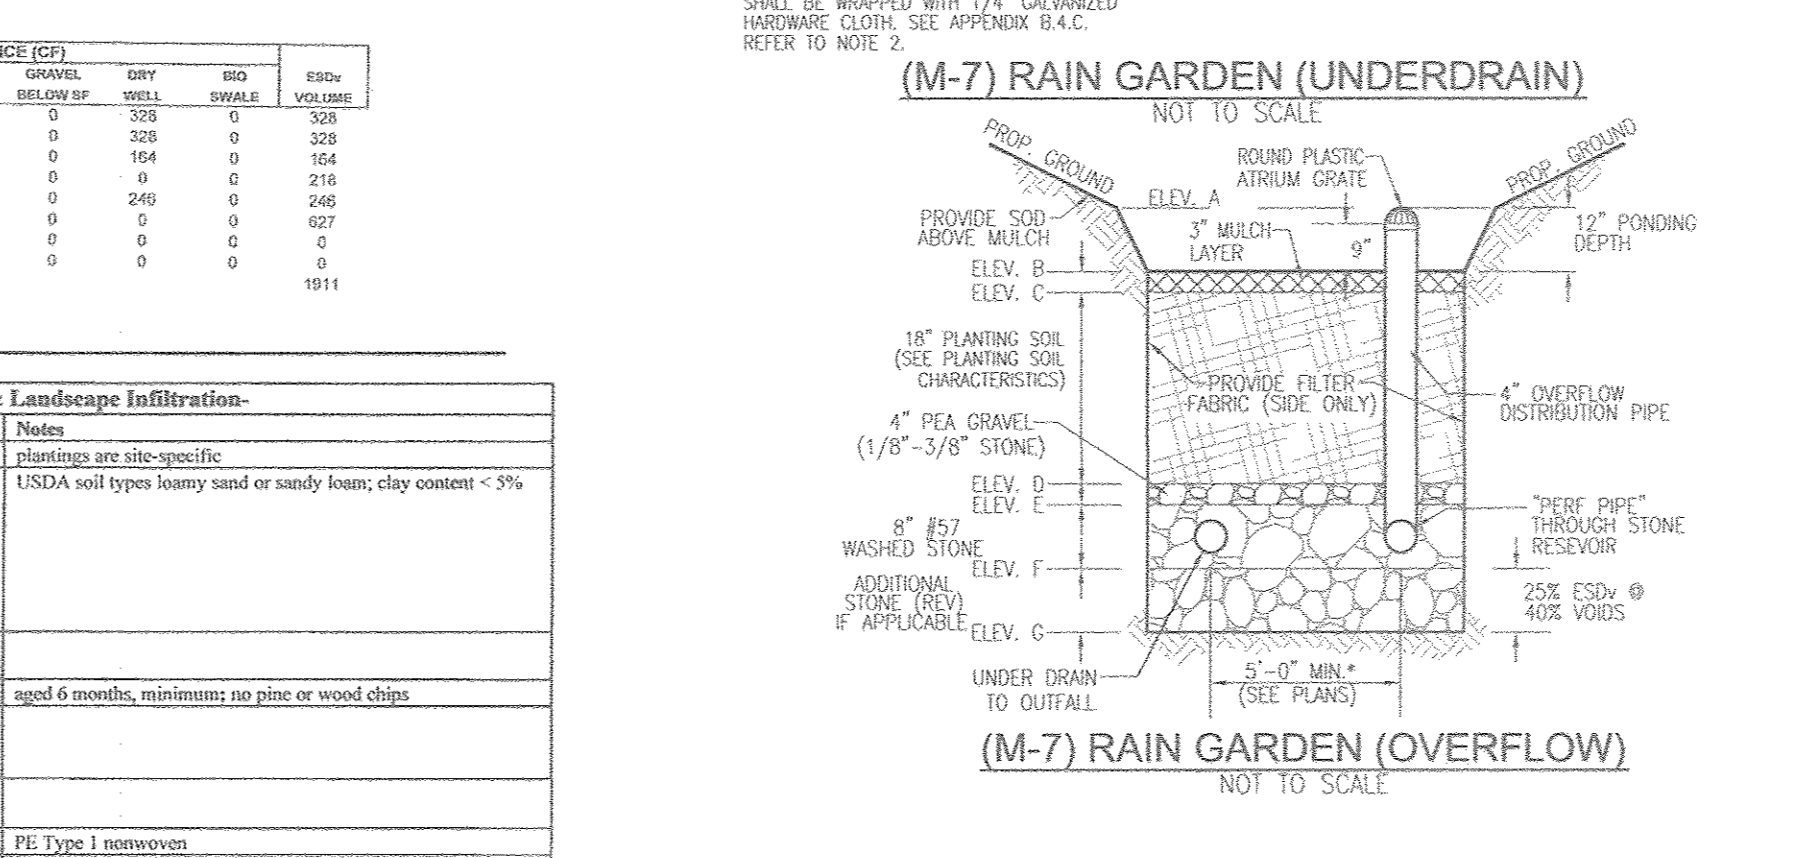 SHALL BE WRAPPED WITH 1/4" GALVANIZED
HARDWARE CLOTH. SEE APPENDIX B.4.C.
REFER TO NOTE 2.
(CF)
GRAVEL BELOW SF DRY WELL BIO SWALE ESDv VOLUME
0 328 0 328
0 328 0 328
0 164 0 164
0 0 0 218
0 246 0 246
0 0 0 627
0 0 0 0
0 0 0 0
1911
Landscape Infiltration-
Notes
plantings are site-specific
USDA soil types loamy sand or sandy loam; clay content < 5%
aged 6 months, minimum; no pine or wood chips
PE Type 1 nonwoven
(M-7) RAIN GARDEN (UNDERDRAIN)
NOT TO SCALE
PROP. GROUND
ROUND PLASTIC
ATRIUM GRATE
PROP. GROUND
ELEV. A
PROVIDE SOD
ABOVE MULCH
3" MULCH
LAYER
9"
12" PONDING
DEPTH
ELEV. B
ELEV. C
18" PLANTING SOIL
(SEE PLANTING SOIL
CHARACTERISTICS)
PROVIDE FILTER
FABRIC (SIDE ONLY)
4" OVERFLOW
DISTRIBUTION PIPE
4" PEA GRAVEL
(1/8"-3/8" STONE)
ELEV. D
ELEV. E
8" #57
WASHED STONE
"PERF PIPE"
THROUGH STONE
RESEVOIR
ELEV. F
ADDITIONAL
STONE (REV)
IF APPLICABLE
25% ESDv @
40% VOIDS
ELEV. G
UNDER DRAIN
TO OUTFALL
5'-0" MIN.*
(SEE PLANS)
(M-7) RAIN GARDEN (OVERFLOW)
NOT TO SCALE